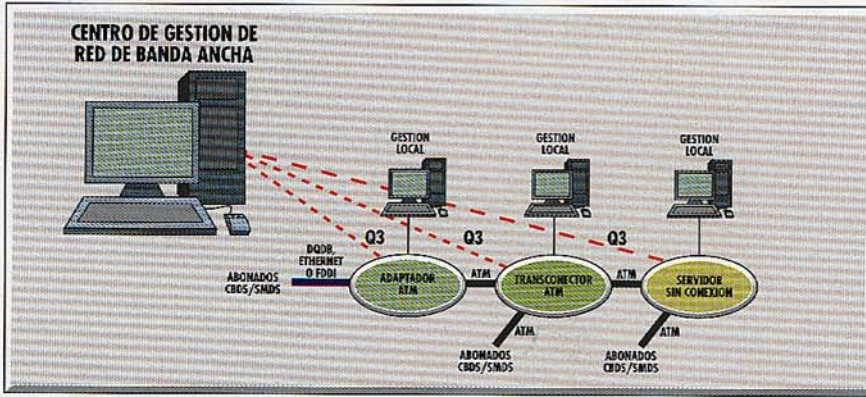 CENTRO DE GESTION DE
RED DE BANDA ANCHA
GESTION
LOCAL
GESTION
LOCAL
GESTION
LOCAL
Q3
Q3
Q3
DQDB,
ETHERNET
O FDDI
ABONADOS
CBDS/SMDS
ADAPTADOR
ATM
ATM
TRANSCONECTOR
ATM
ATM
SERVIDOR
SIN CONEXION
ATM
ABONADOS
CBDS/SMDS
ATM
ABONADOS
CBDS/SMDS